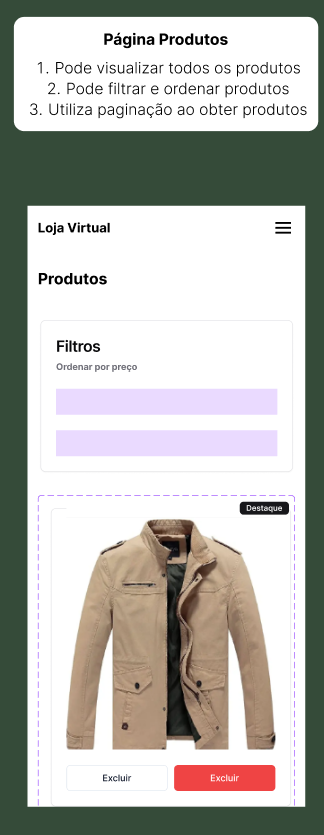 Página Produtos
1. Pode visualizar todos os produtos
2. Pode filtrar e ordenar produtos
3. Utiliza paginação ao obter produtos
Loja Virtual
Produtos
Filtros
Ordenar por preço
Destaque
Excluir
Excluir